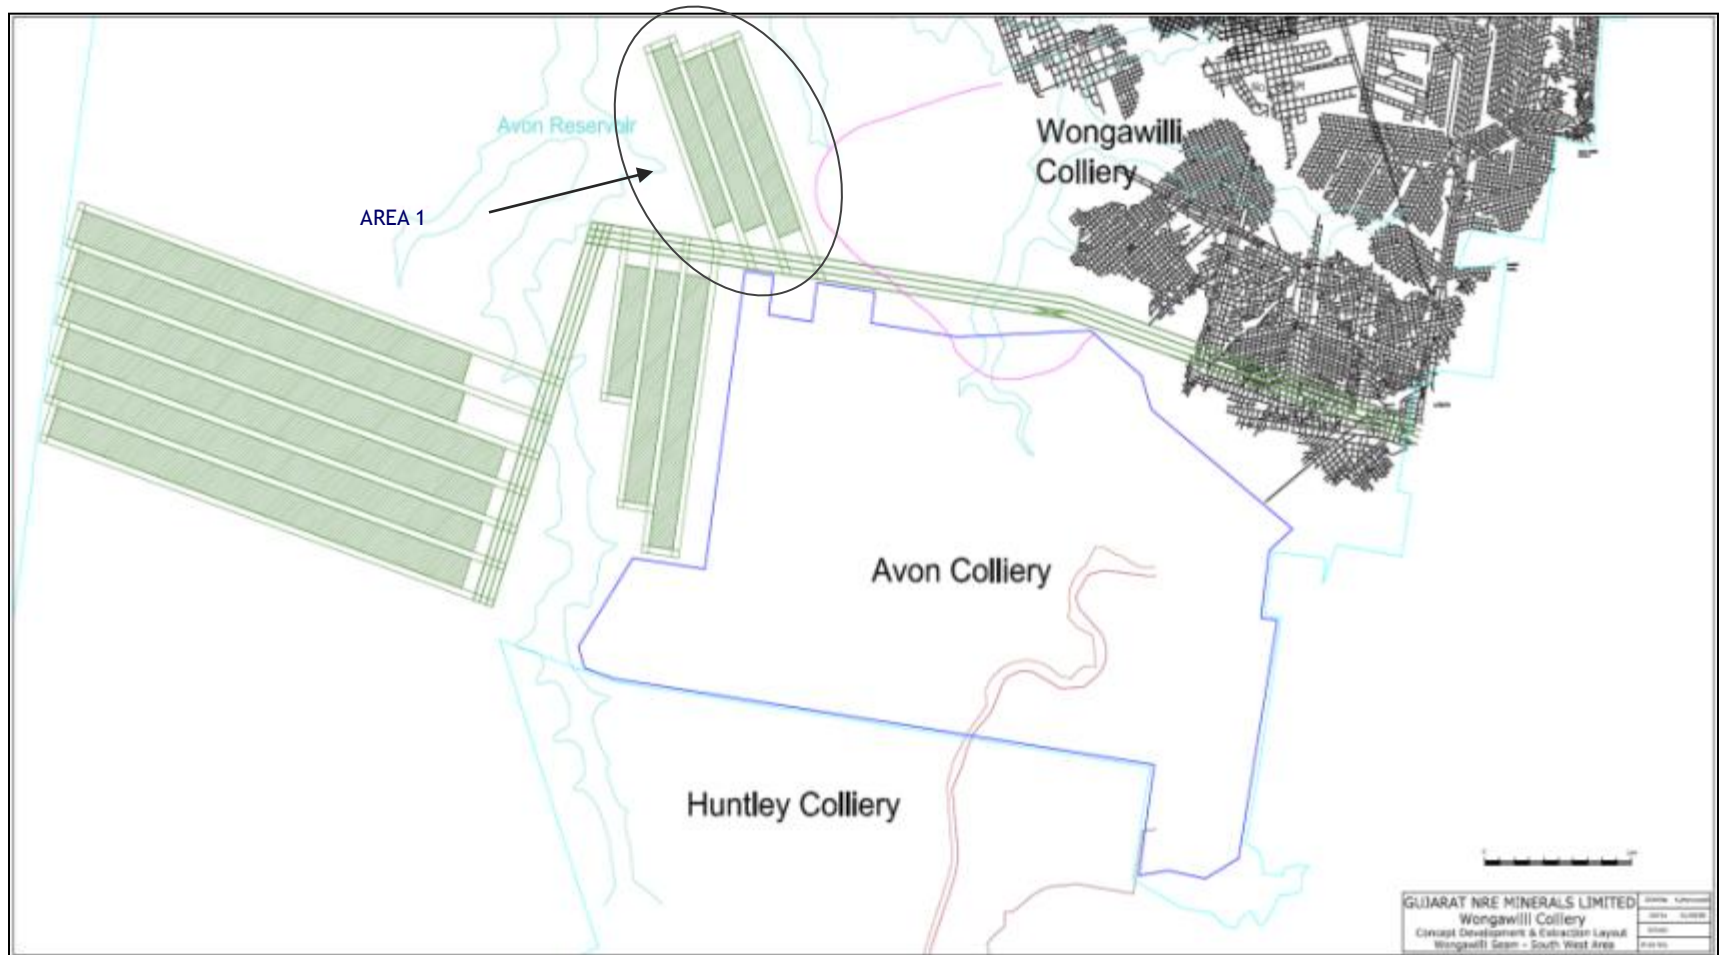 Avon Reservoir
Wongawilli
Colliery
AREA 1
Avon Colliery
Huntley Colliery
GUJARAT NRE MINERALS LIMITED
Wongawilli Colliery
Concept Development & Extraction Layout
Wongawilli Seam - South West Area